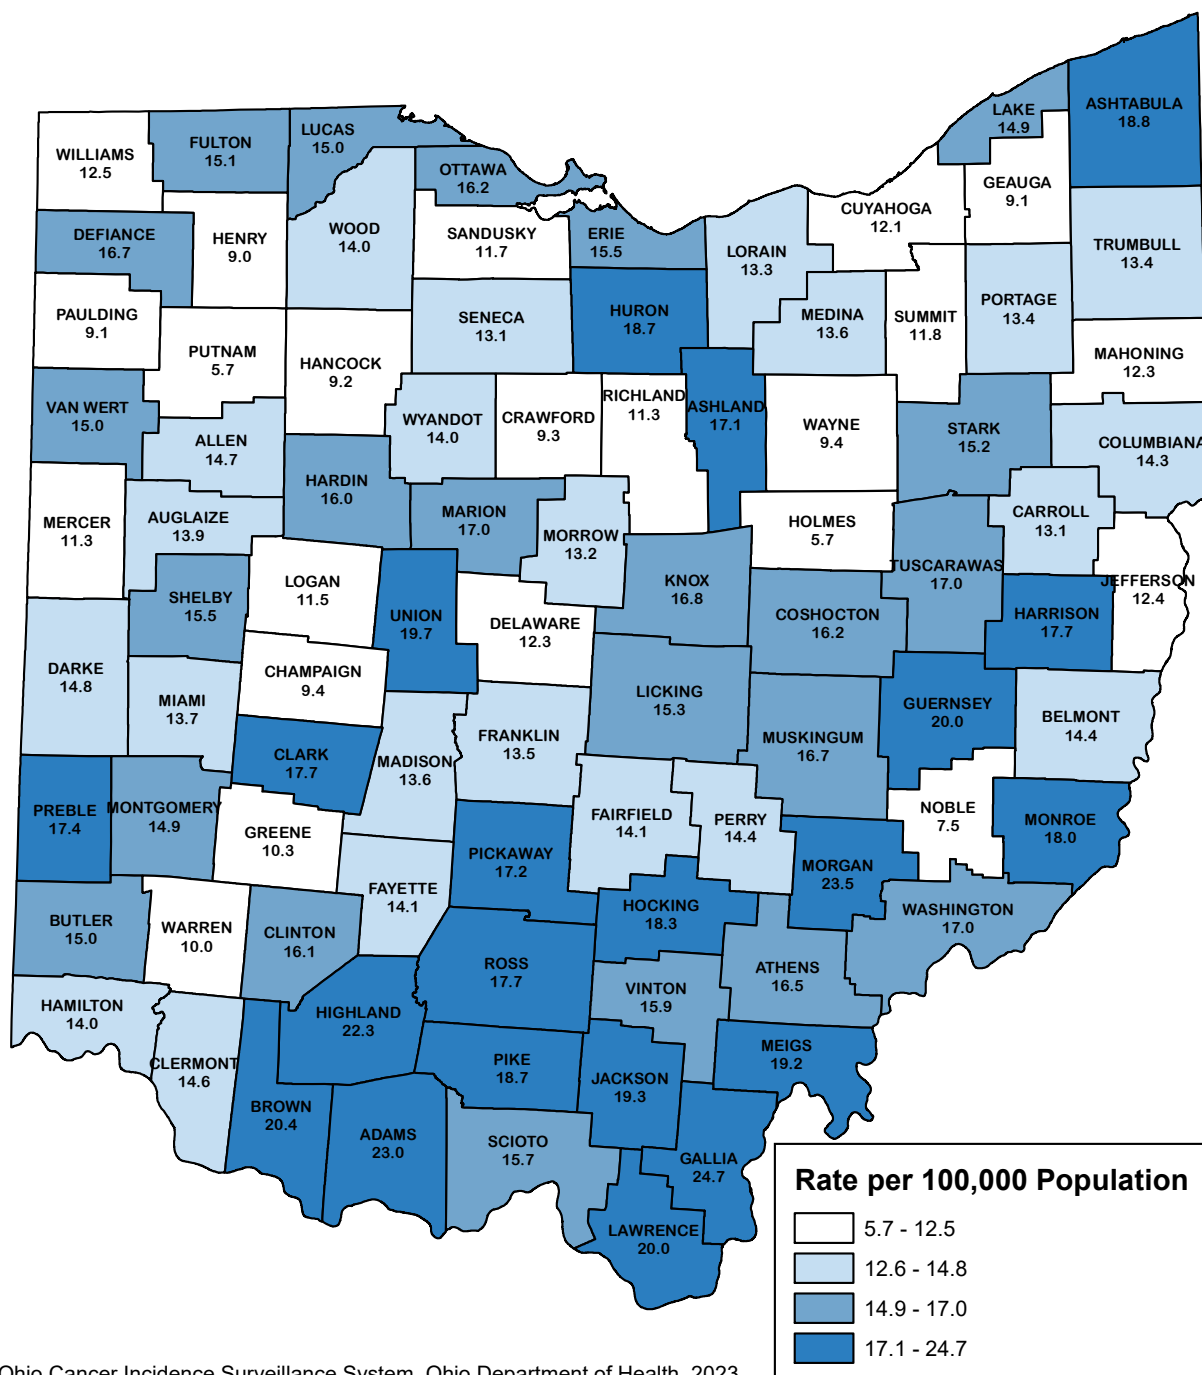 ASHTABULA
18.8
LAKE
14.9
LUCAS
15.0
FULTON
15.1
WILLIAMS
12.5
OTTAWA
16.2
GEAUGA
9.1
CUYAHOGA
12.1
WOOD
14.0
SANDUSKY
11.7
ERIE
15.5
DEFIANCE
16.7
HENRY
9.0
LORAIN
13.3
TRUMBULL
13.4
PORTAGE
13.4
PAULDING
9.1
SENECA
13.1
HURON
18.7
MEDINA
13.6
SUMMIT
11.8
PUTNAM
5.7
HANCOCK
9.2
MAHONING
12.3
VAN WERT
15.0
WYANDOT
14.0
CRAWFORD
9.3
RICHLAND
11.3
ASHLAND
17.1
WAYNE
9.4
STARK
15.2
COLUMBIANA
14.3
ALLEN
14.7
HARDIN
16.0
MERCER
11.3
AUGLAIZE
13.9
MARION
17.0
MORROW
13.2
HOLMES
5.7
CARROLL
13.1
TUSCARAWAS
17.0
JEFFERSON
12.4
LOGAN
11.5
SHELBY
15.5
UNION
19.7
DELAWARE
12.3
KNOX
16.8
COSHOCTON
16.2
HARRISON
17.7
DARKE
14.8
CHAMPAIGN
9.4
MIAMI
13.7
LICKING
15.3
GUERNSEY
20.0
BELMONT
14.4
CLARK
17.7
MADISON
13.6
FRANKLIN
13.5
MUSKINGUM
16.7
PREBLE
17.4
MONTGOMERY
14.9
GREENE
10.3
FAIRFIELD
14.1
PERRY
14.4
NOBLE
7.5
MONROE
18.0
PICKAWAY
17.2
MORGAN
23.5
FAYETTE
14.1
HOCKING
18.3
WASHINGTON
17.0
BUTLER
15.0
WARREN
10.0
CLINTON
16.1
ROSS
17.7
ATHENS
16.5
VINTON
15.9
HAMILTON
14.0
HIGHLAND
22.3
CLERMONT
14.6
PIKE
18.7
JACKSON
19.3
MEIGS
19.2
BROWN
20.4
ADAMS
23.0
SCIOTO
15.7
GALLIA
24.7
LAWRENCE
20.0
Rate per 100,000 Population
5.7 - 12.5
12.6 - 14.8
14.9 - 17.0
17.1 - 24.7
Ohio Cancer Incidence Surveillance System, Ohio Department of Health, 2023